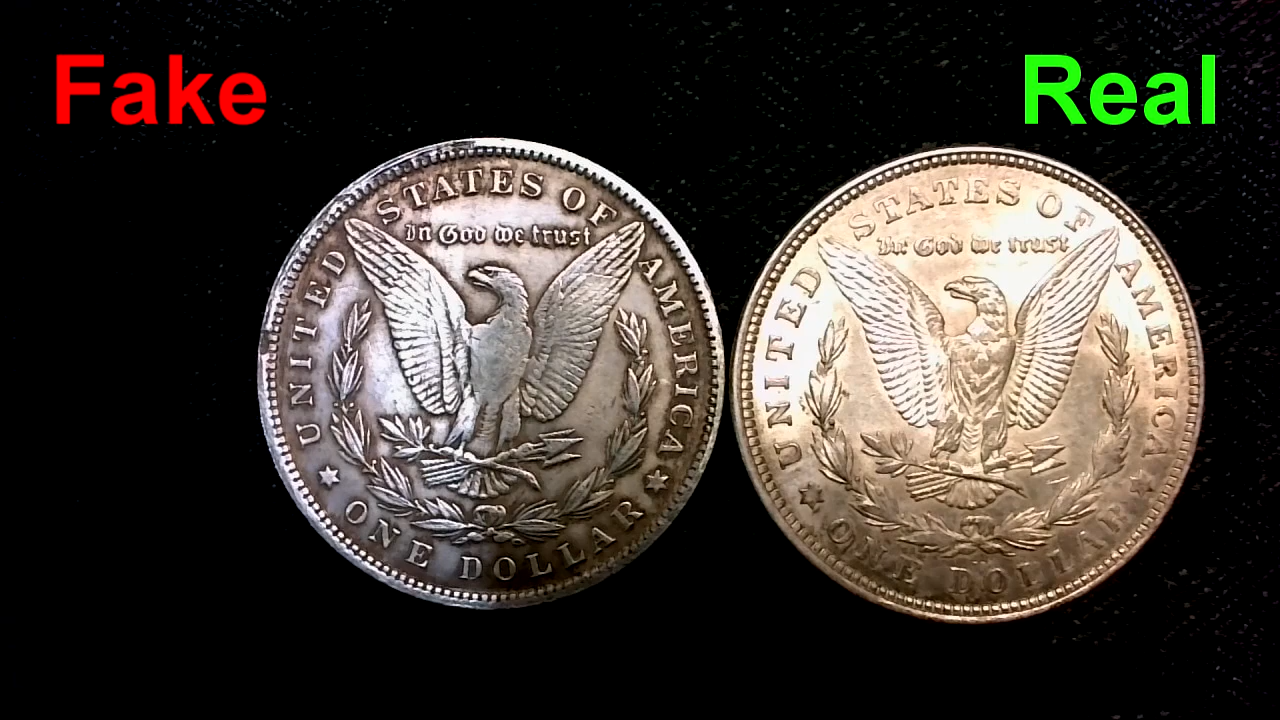 Fake
Real
UNITED STATES OF AMERICA
In God we trust
ONE DOLLAR
UNITED STATES OF AMERICA
In God we trust
ONE DOLLAR